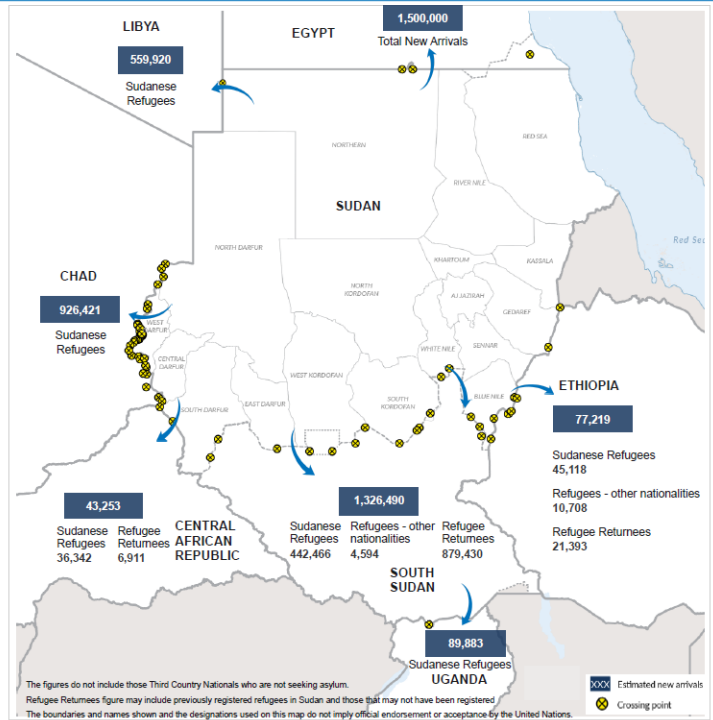 LIBYA
559,920
Sudanese
Refugees
EGYPT
1,500,000
Total New Arrivals
RED SEA
NORTHERN
RIVER NILE
SUDAN
Red Sea
NORTH DARFUR
KHARTOUM
KASSALA
CHAD
926,421
Sudanese
Refugees
NORTH
KORDOFAN
AJ JAZIRAH
GEDAREF
WEST
DARFUR
WHITE NILE
SENNAR
CENTRAL
DARFUR
WEST KORDOFAN
SOUTH
KORDOFAN
BLUE NILE
EAST DARFUR
SOUTH DARFUR
ETHIOPIA
77,219
Sudanese Refugees
45,118
Refugees - other nationalities
10,708
Refugee Returnees
21,393
43,253
Sudanese
Refugees
36,342
Refugee
Returnees
6,911
CENTRAL
AFRICAN
REPUBLIC
1,326,490
Sudanese
Refugees
442,466
Refugees - other
nationalities
4,594
Refugee
Returnees
879,430
SOUTH
SUDAN
89,883
Sudanese Refugees
UGANDA
The figures do not include those Third Country Nationals who are not seeking asylum.
Refugee Returnees figure may include previously registered refugees in Sudan and those that may not have been registered
The boundaries and names shown and the designations used on this map do not imply official endorsement or acceptance by the United Nations.
XXX Estimated new arrivals
Crossing point